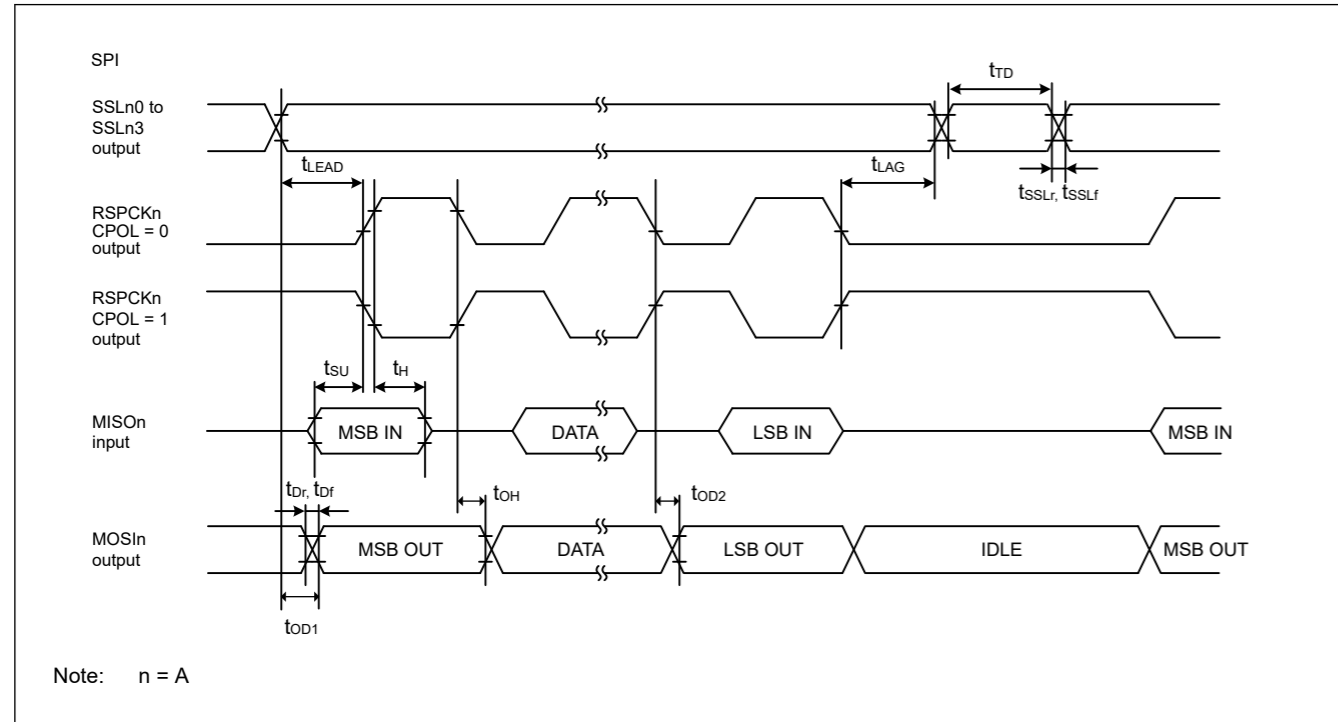 SPI
tTD
SSLn0 to
SSLn3
output
tLEAD
tLAG
tSSLr, tSSLf
RSPCKn
CPOL = 0
output
RSPCKn
CPOL = 1
output
tSU
tH
MISOn
input
MSB IN
DATA
LSB IN
MSB IN
tDr, tDf
tOH
tOD2
MOSIn
output
MSB OUT
DATA
LSB OUT
IDLE
MSB OUT
tOD1
Note: n = A